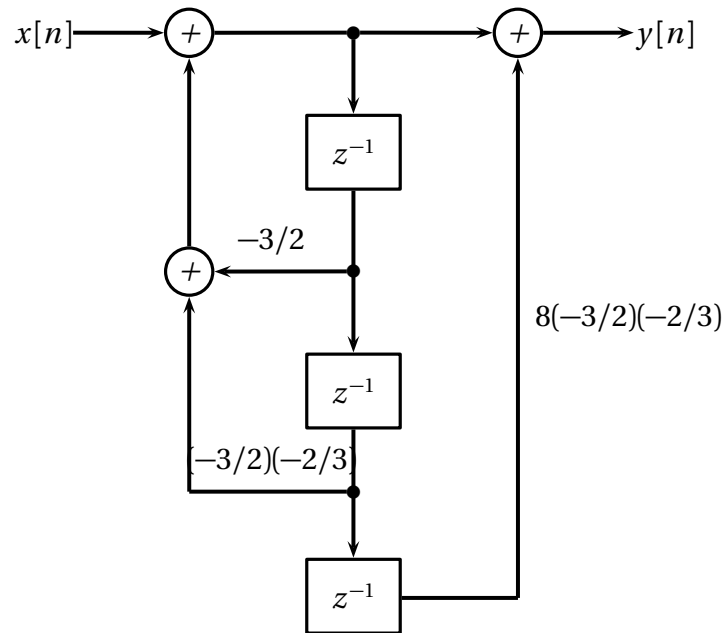 x[n] + + y[n]
z⁻¹
−3/2
+
8(−3/2)(−2/3)
z⁻¹
(−3/2)(−2/3)
z⁻¹